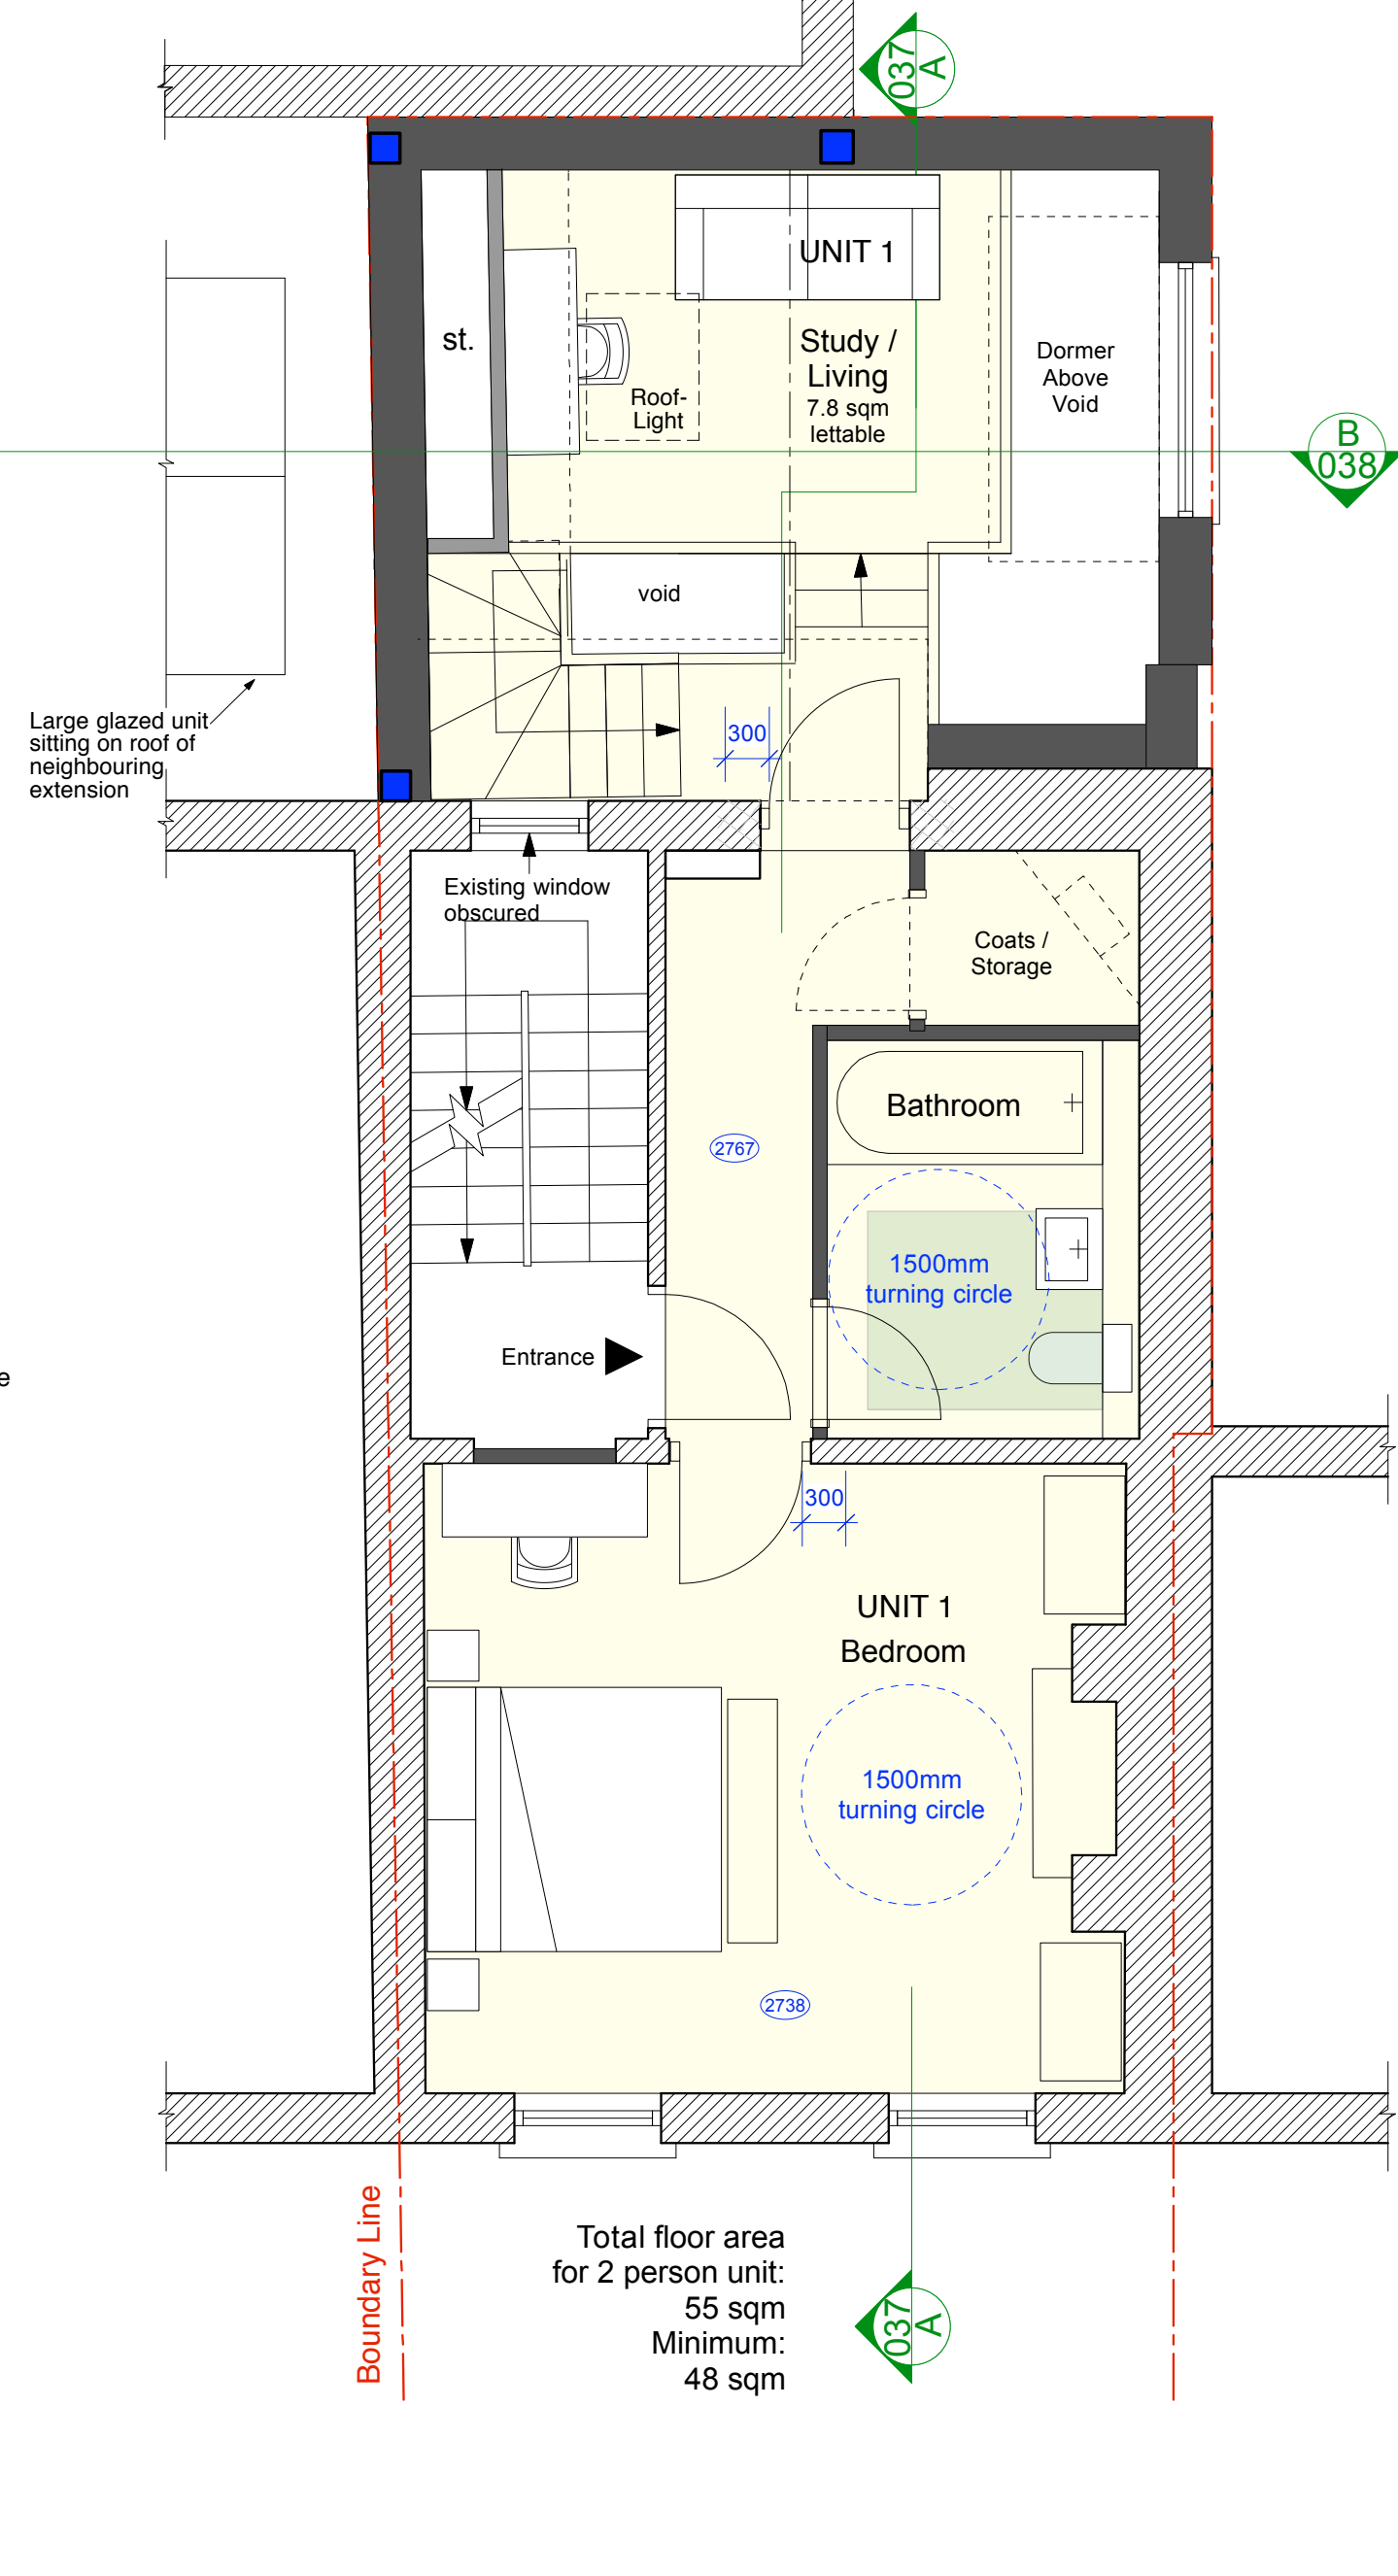 037
A
UNIT 1
st.
Study /
Living
7.8 sqm
lettable
Dormer
Above
Void
Roof-
Light
B
038
void
Large glazed unit
sitting on roof of
neighbouring
extension
300
Existing window
obscured
Coats /
Storage
Bathroom
2767
1500mm
turning circle
Entrance
e
300
UNIT 1
Bedroom
1500mm
turning circle
2738
Boundary Line
Total floor area
for 2 person unit:
55 sqm
Minimum:
48 sqm
037
A